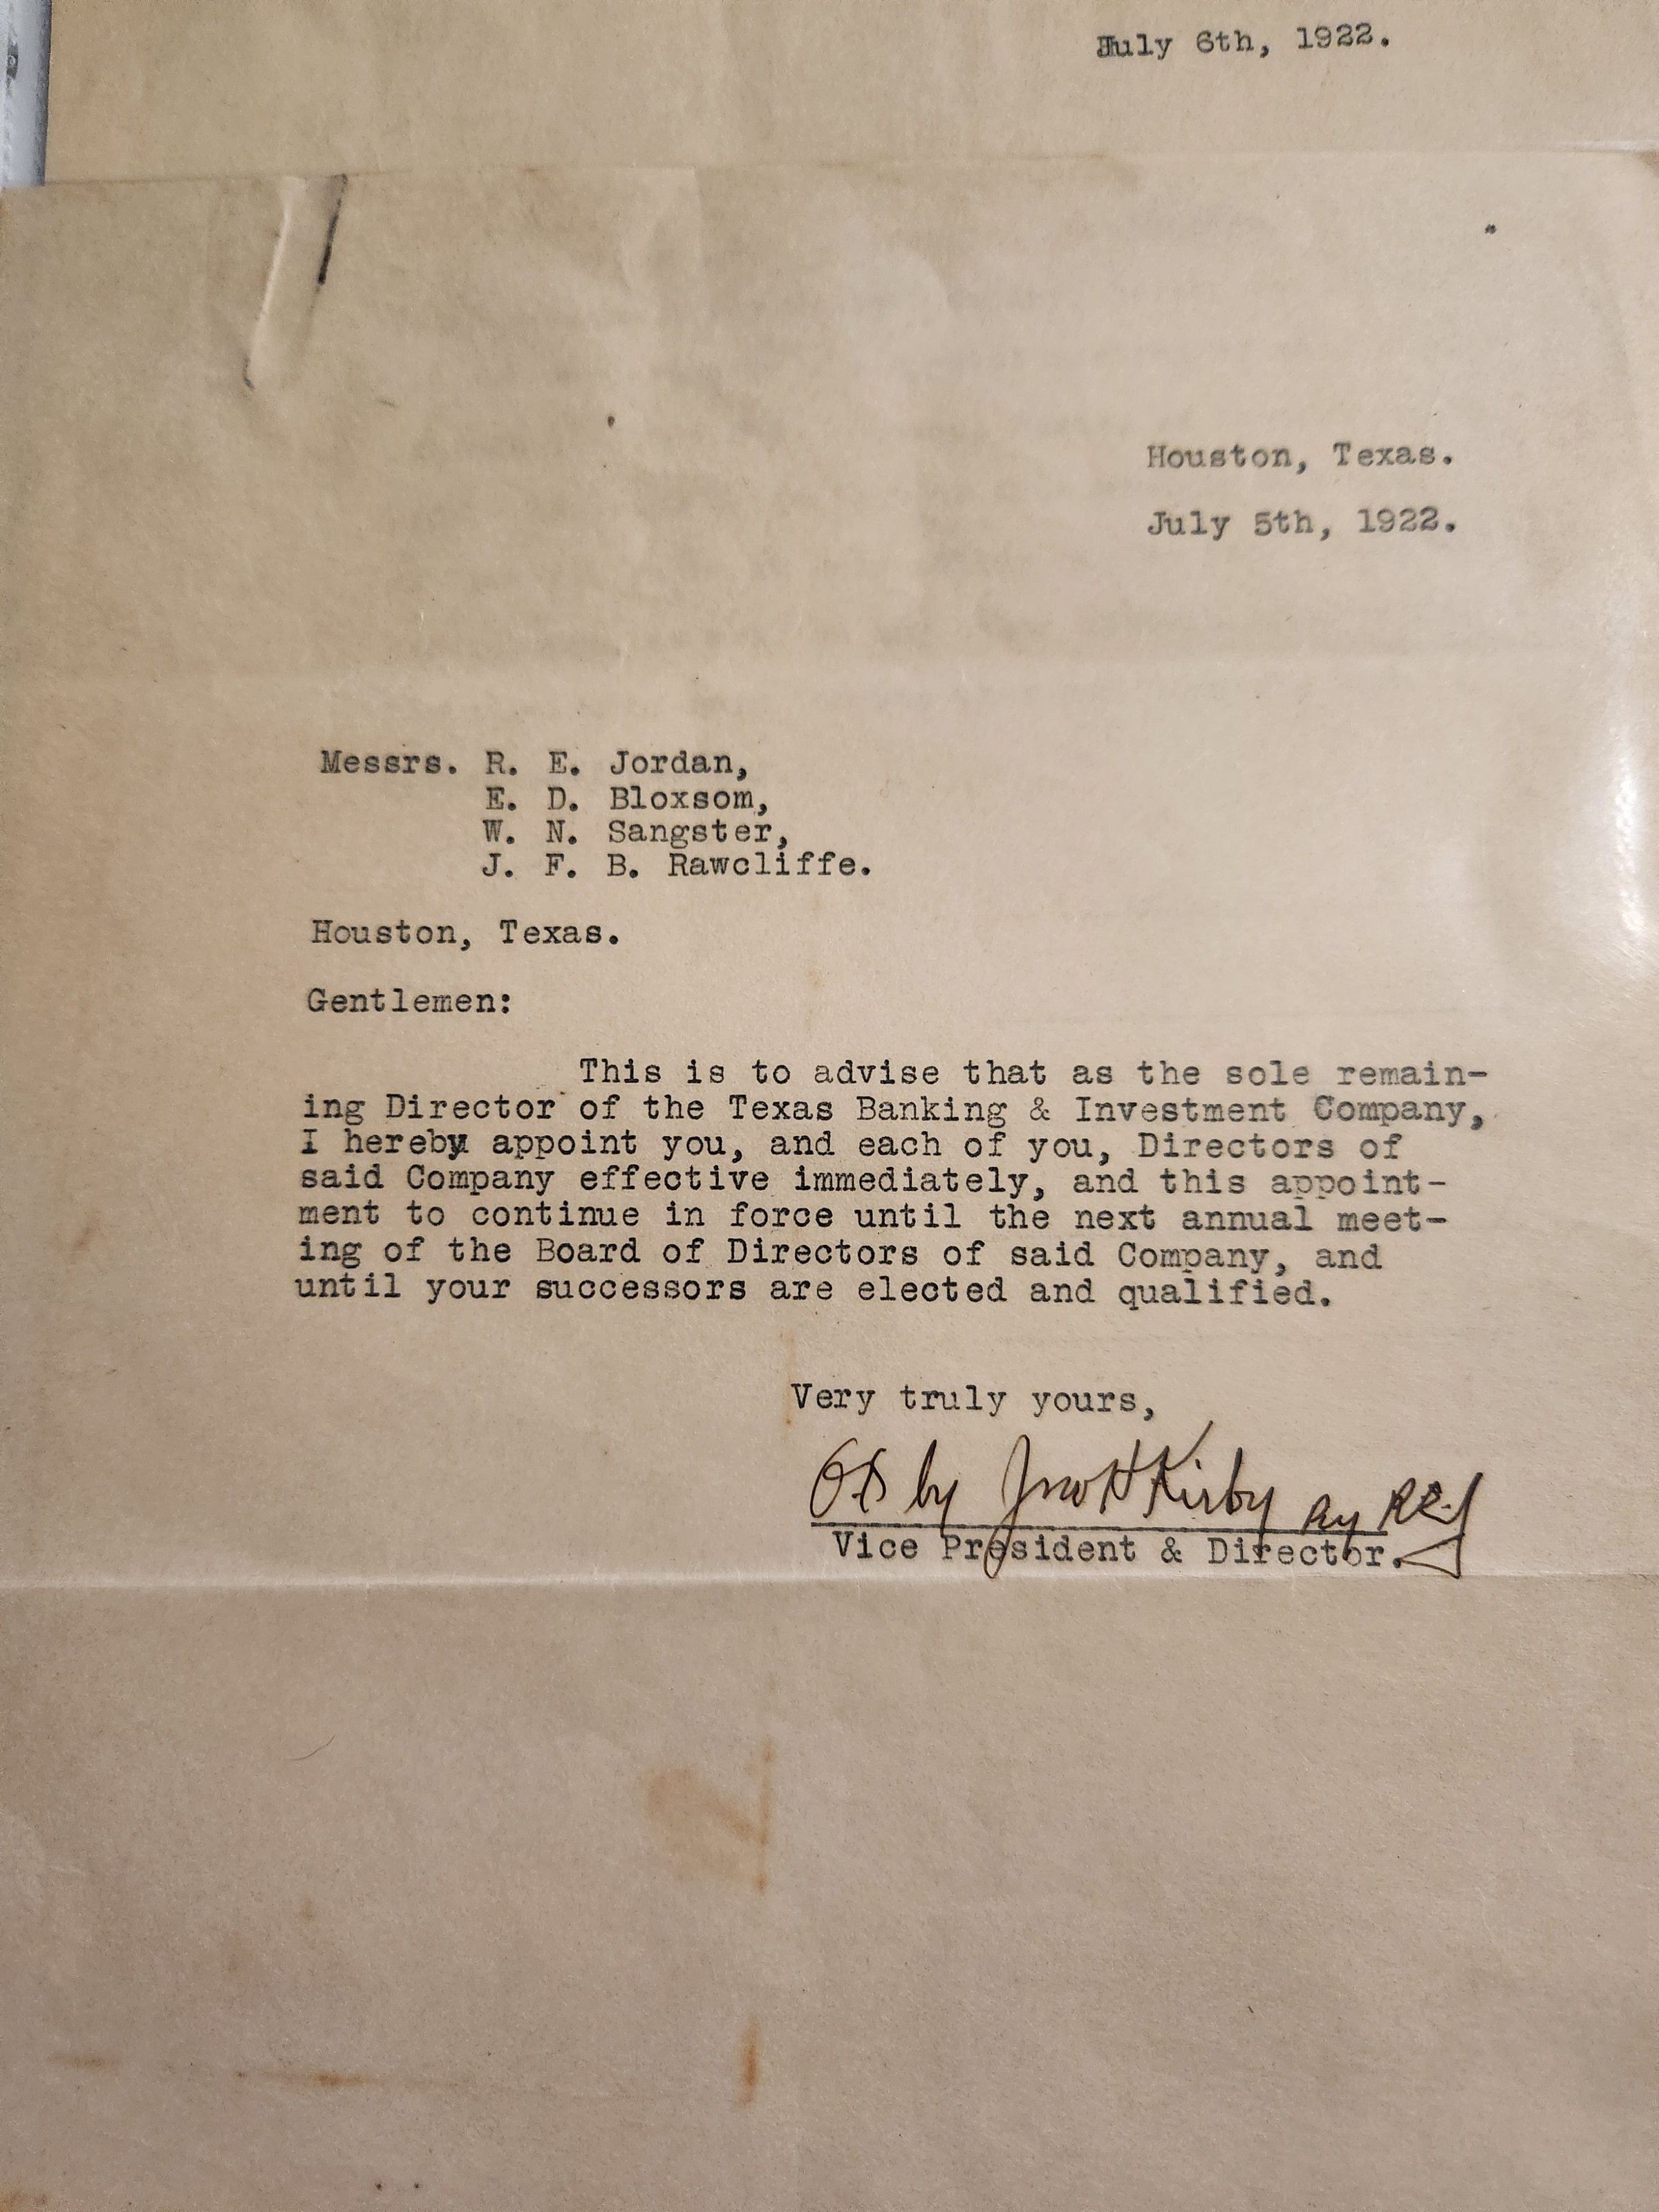 July 6th, 1922.
Houston, Texas.
July 5th, 1922.
Messrs. R. E. Jordan,
E. D. Bloxsom,
W. N. Sangster,
J. F. B. Rawcliffe.
Houston, Texas.
Gentlemen:
This is to advise that as the sole remain-
ing Director of the Texas Banking & Investment Company,
I hereby appoint you, and each of you, Directors of
said Company effective immediately, and this appoint-
ment to continue in force until the next annual meet-
ing of the Board of Directors of said Company, and
until your successors are elected and qualified.
Very truly yours,
by Jno H Kirby By REJ
Vice President & Director.